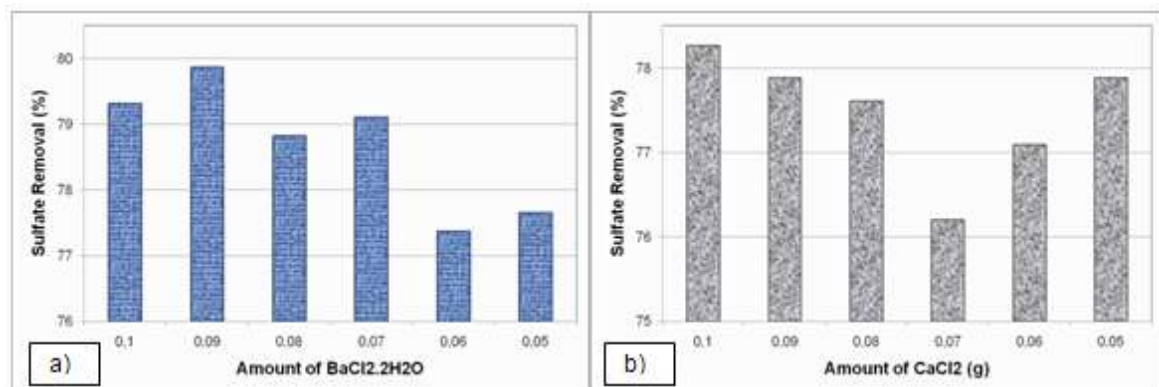 80
79
78
77
76
Sulfate Removal (%)
0,1 0.09 0.08 0.07 0,06 0.05
Amount of BaCl2.2H2O
a)
78
77
76
75
Sulfate Removal (%)
0,1 0.09 0.08 0.07 0.06 0.05
Amount of CaCl2 (g)
b)